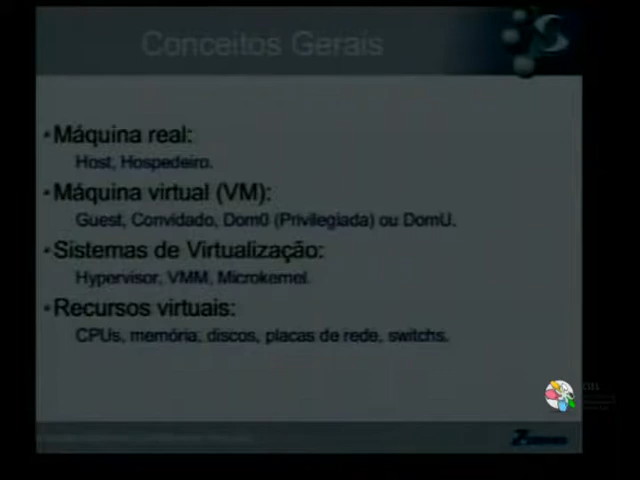 Conceitos Gerais
• Máquina real:
Host, Hospedeiro.
• Máquina virtual (VM):
Guest, Convidado, Dom0 (Privilegiada) ou DomU.
• Sistemas de Virtualização:
Hypervisor, VMM, Microkernel.
• Recursos virtuais:
CPUs, memória, discos, placas de rede, switchs.